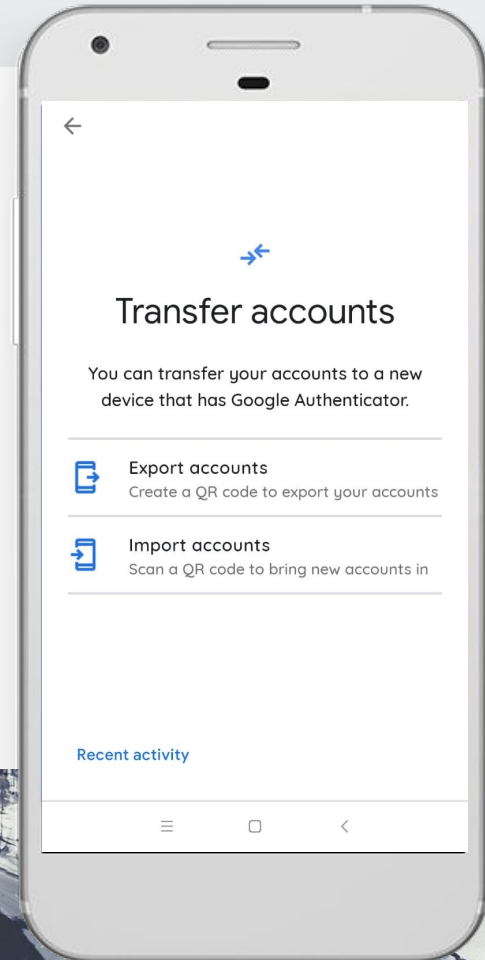 Transfer accounts
You can transfer your accounts to a new
device that has Google Authenticator.
Export accounts
Create a QR code to export your accounts
Import accounts
Scan a QR code to bring new accounts in
Recent activity